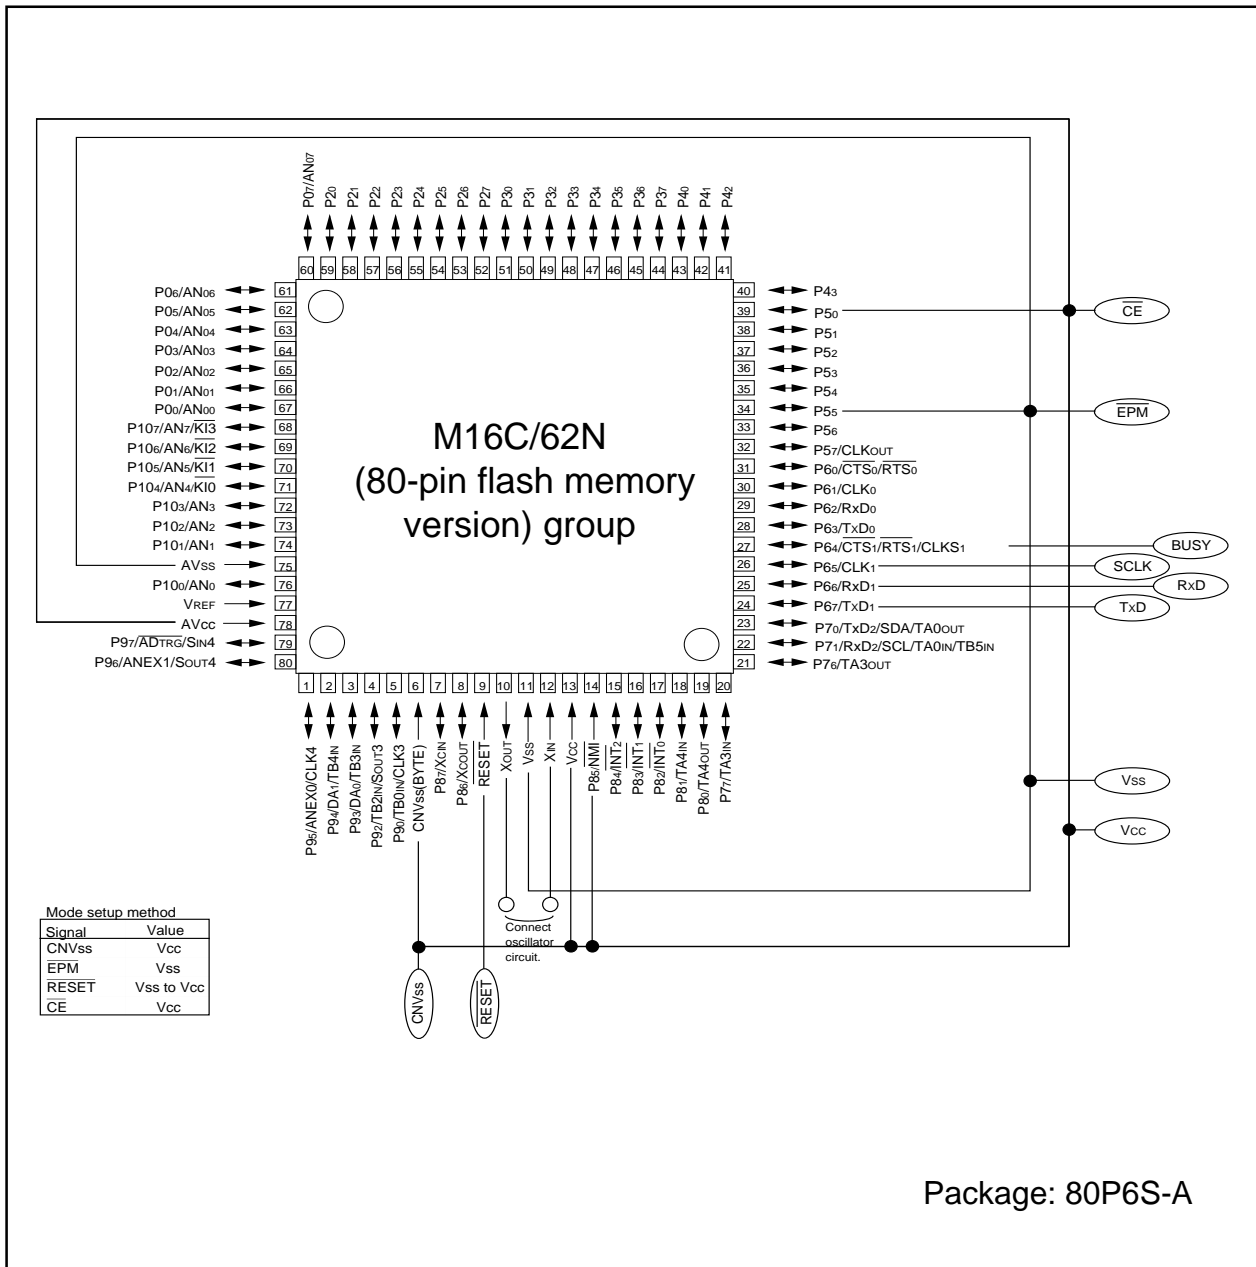 P07/AN07
P20
P21
P22
P23
P24
P25
P26
P27
P30
P31
P32
P33
P34
P35
P36
P37
P40
P41
P42
60 59 58 57 56 55 54 53 52 51 50 49 48 47 46 45 44 43 42 41
P06/AN06 61
P05/AN05 62
P04/AN04 63
P03/AN03 64
P02/AN02 65
P01/AN01 66
P00/AN00 67
P107/AN7/KI3 68
P106/AN6/KI2 69
P105/AN5/KI1 70
P104/AN4/KI0 71
P103/AN3 72
P102/AN2 73
P101/AN1 74
AVSS 75
P100/AN0 76
VREF 77
AVCC 78
P97/ADTRG/SIN4 79
P96/ANEX1/SOUT4 80
M16C/62N
(80-pin flash memory
version) group
40 P43
39 P50
CE
38 P51
37 P52
36 P53
35 P54
34 P55
EPM
33 P56
32 P57/CLKOUT
31 P60/CTS0/RTS0
30 P61/CLK0
29 P62/RxD0
28 P63/TxD0
27 P64/CTS1/RTS1/CLKS1
BUSY
26 P65/CLK1
SCLK
25 P66/RxD1
RxD
24 P67/TxD1
TxD
23 P70/TxD2/SDA/TA0OUT
22 P71/RxD2/SCL/TA0IN/TB5IN
21 P76/TA3OUT
1 2 3 4 5 6 7 8 9 10 11 12 13 14 15 16 17 18 19 20
P95/ANEX0/CLK4
P94/DA1/TB4IN
P93/DA0/TB3IN
P92/TB2IN/SOUT3
P90/TB0IN/CLK3
CNVss(BYTE)
P87/XCIN
P86/XCOUT
RESET
XOUT
VSS
XIN
VCC
P85/NMI
P84/INT2
P83/INT1
P82/INT0
P81/TA4IN
P80/TA4OUT
P77/TA3IN
Vss
Vcc
Connect
oscillator
circuit.
CNVss
RESET
Mode setup method
Signal Value
CNVss Vcc
EPM Vss
RESET Vss to Vcc
CE Vcc
Package: 80P6S-A